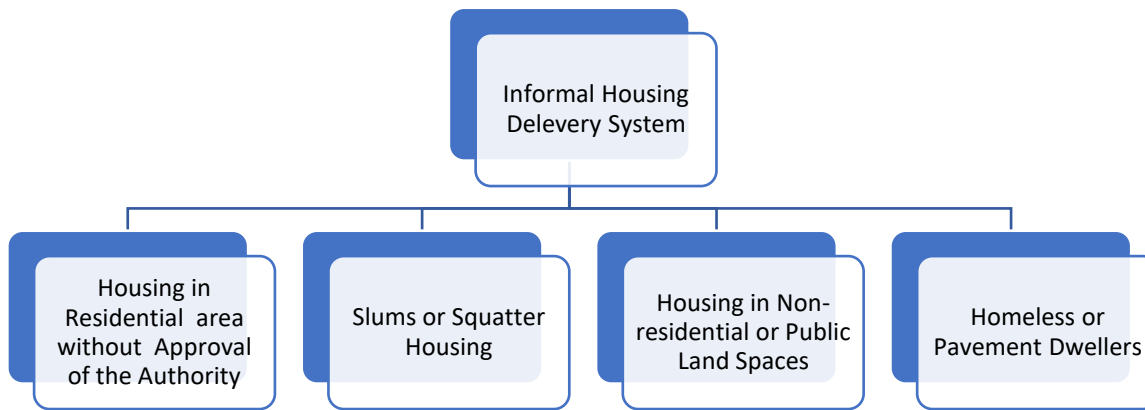 Informal Housing
Delevery System
Housing in
Residential area
without Approval
of the Authority
Slums or Squatter
Housing
Housing in Non-
residential or Public
Land Spaces
Homeless or
Pavement Dwellers